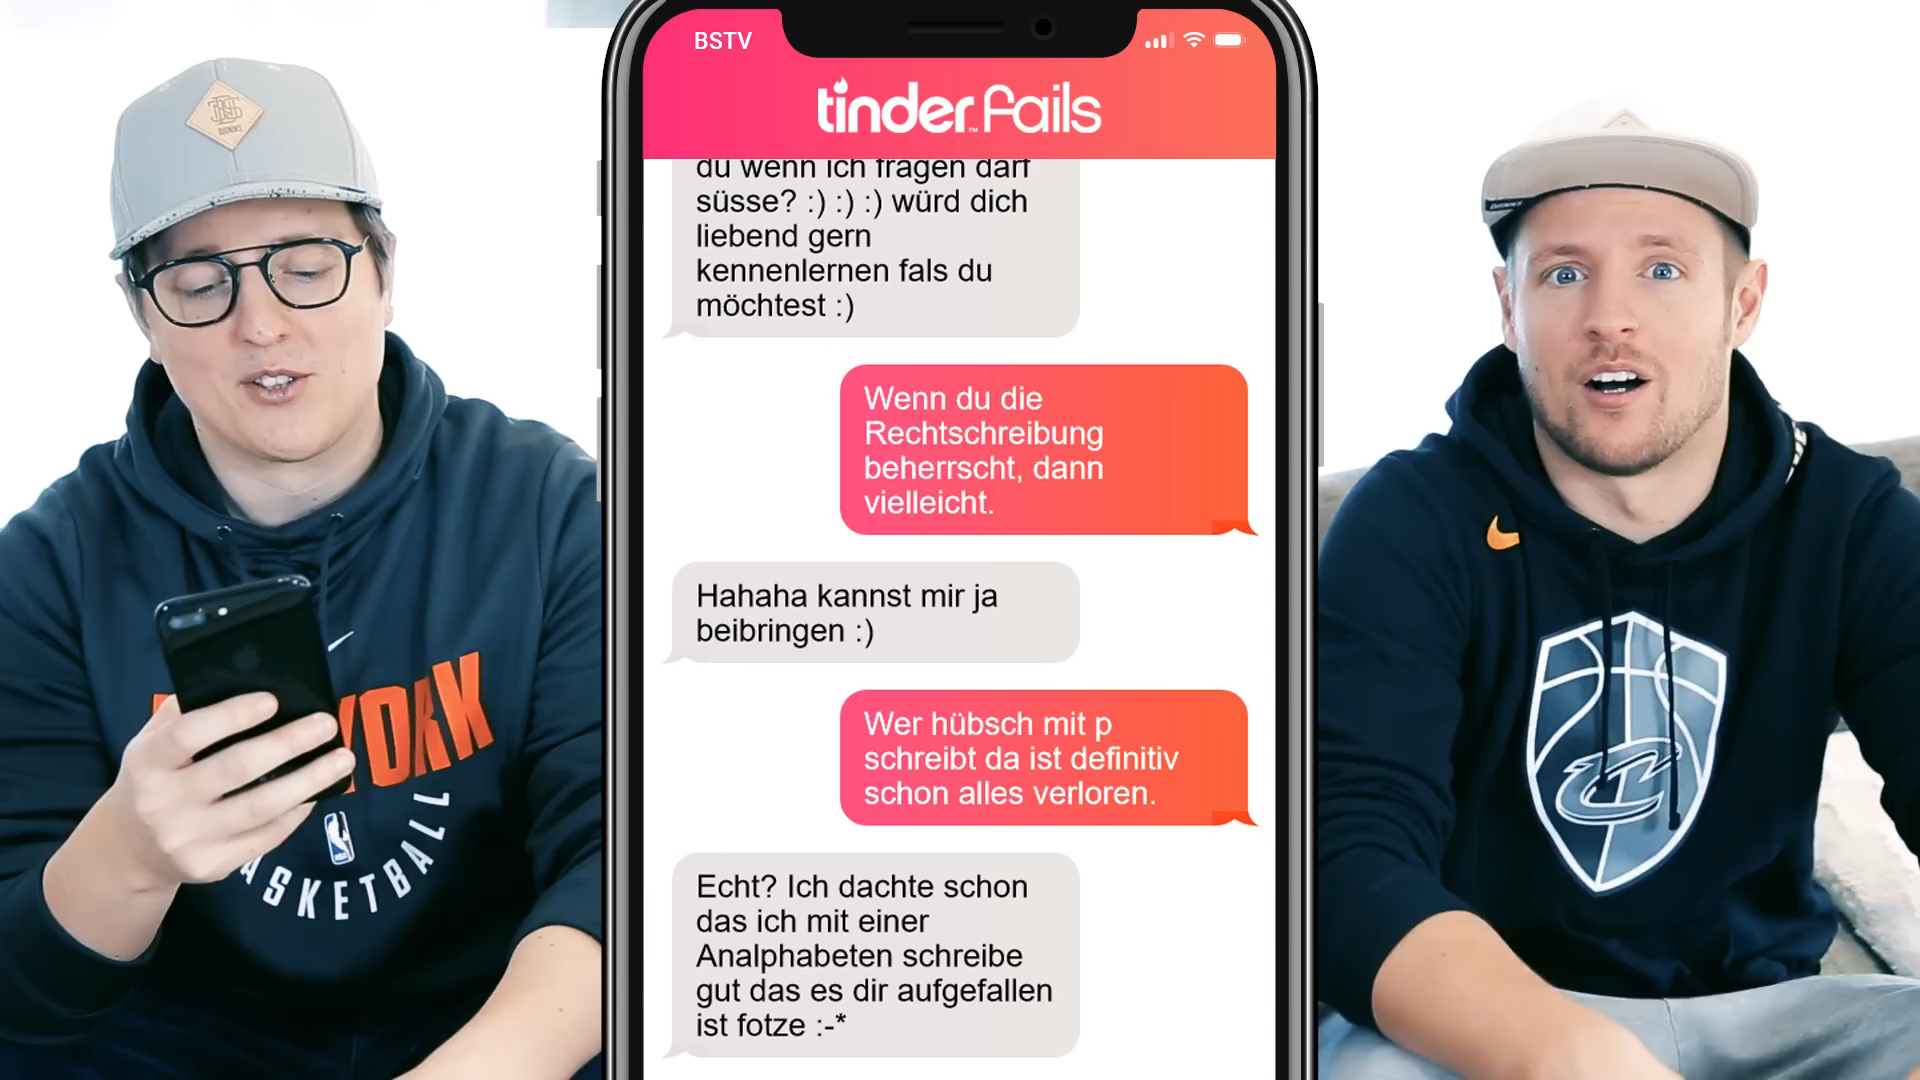 BSTV
tinder fails
du wenn ich fragen darf
süsse? :) :) :) würd dich
liebend gern
kennenlernen fals du
möchtest :)
Wenn du die
Rechtschreibung
beherrscht, dann
vielleicht.
Hahaha kannst mir ja
beibringen :)
Wer hübsch mit p
schreibt da ist definitiv
schon alles verloren.
Echt? Ich dachte schon
das ich mit einer
Analphabeten schreibe
gut das es dir aufgefallen
ist fotze :-*
DJINNS
YORK
BASKETBALL